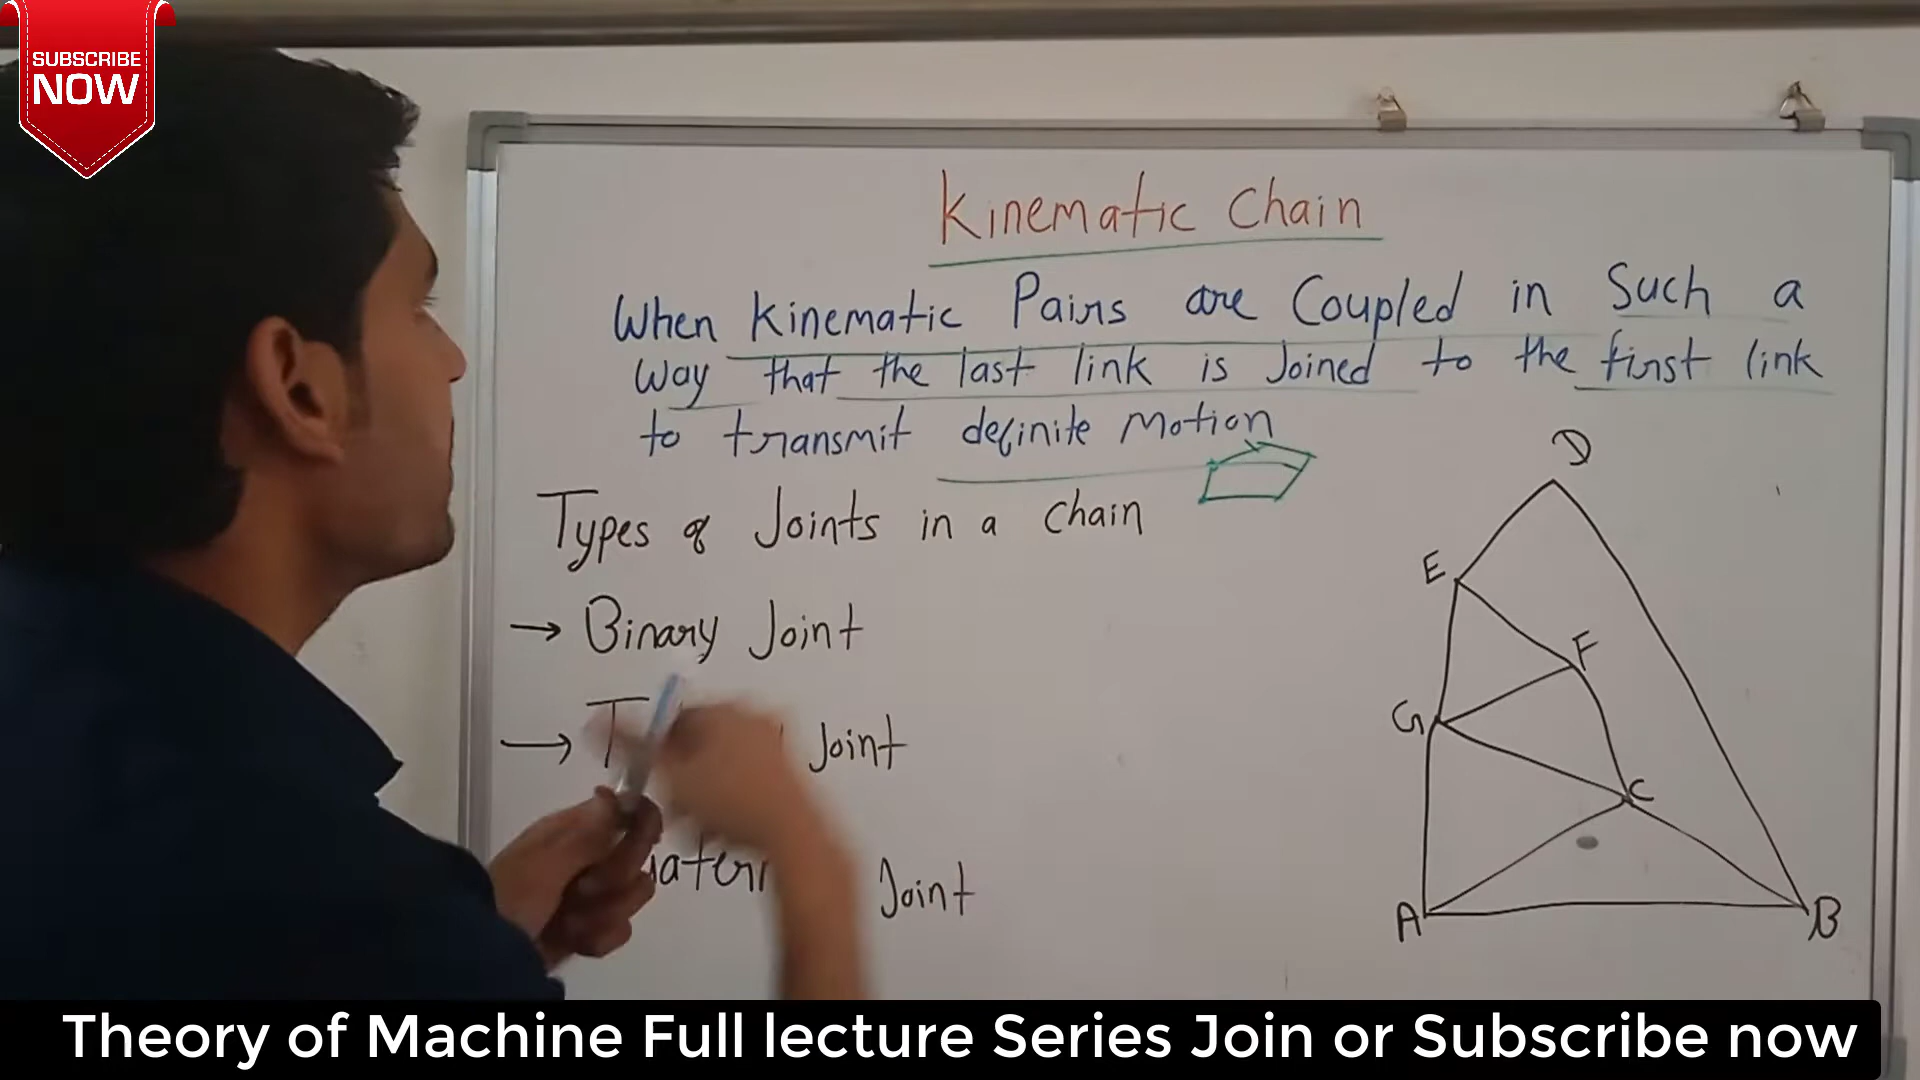 SUBSCRIBE
NOW
Kinematic Chain
When Kinematic Pairs are Coupled in Such a
way that the last link is Joined to the first link
to transmit definite Motion
Types of Joints in a Chain
→ Binary Joint
→ Joint
Joint
D
E
F
G
C
A
B
Theory of Machine Full lecture Series Join or Subscribe now